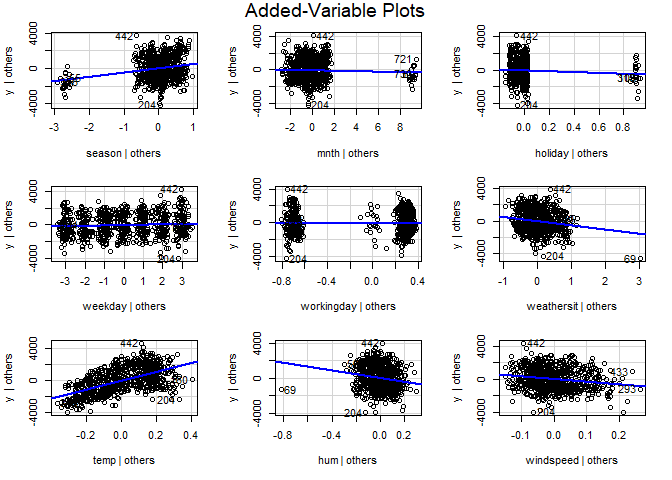 Added-Variable Plots
y | others
-4000 0 4000
442
204
-3 -2 -1 0 1
season | others
y | others
-4000 0 4000
442
721
204
-2 0 2 4 6 8
mnth | others
y | others
-4000 0 4000
442
204
0.0 0.2 0.4 0.6 0.8
holiday | others
y | others
-4000 0 4000
442
204
-3 -2 -1 0 1 2 3
weekday | others
y | others
-4000 0 4000
442
204
-0.8 -0.4 0.0 0.4
workingday | others
y | others
-4000 0 4000
442
204
69
-1 0 1 2 3
weathersit | others
y | others
-4000 0 4000
442
204
-0.2 0.0 0.2 0.4
temp | others
y | others
-4000 0 4000
442
69
204
-0.8 -0.4 0.0 0.2
hum | others
y | others
-4000 0 4000
442
433
293
204
-0.1 0.0 0.1 0.2
windspeed | others